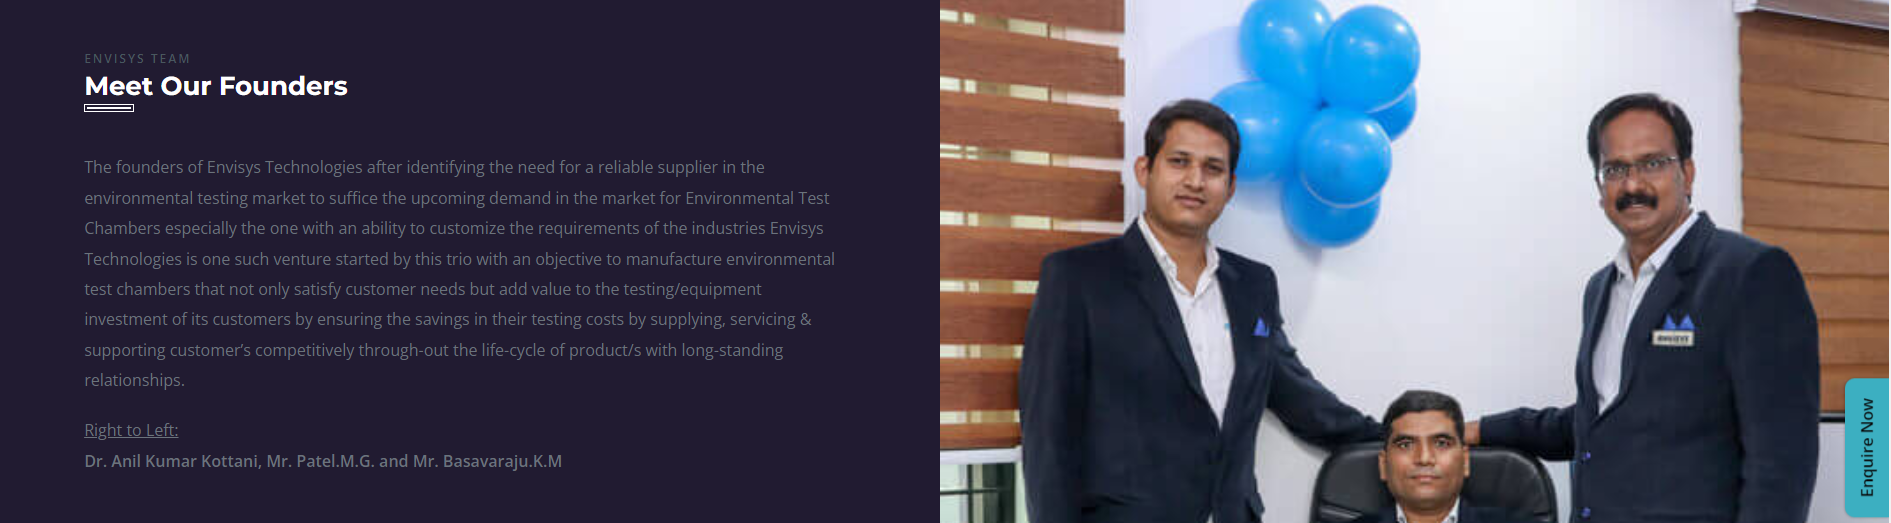 ENVISYS TEAM
Meet Our Founders
The founders of Envisys Technologies after identifying the need for a reliable supplier in the
environmental testing market to suffice the upcoming demand in the market for Environmental Test
Chambers especially the one with an ability to customize the requirements of the industries Envisys
Technologies is one such venture started by this trio with an objective to manufacture environmental
test chambers that not only satisfy customer needs but add value to the testing/equipment
investment of its customers by ensuring the savings in their testing costs by supplying, servicing &
supporting customer’s competitively through-out the life-cycle of product/s with long-standing
relationships.
Right to Left:
Dr. Anil Kumar Kottani, Mr. Patel.M.G. and Mr. Basavaraju.K.M
Enquire Now